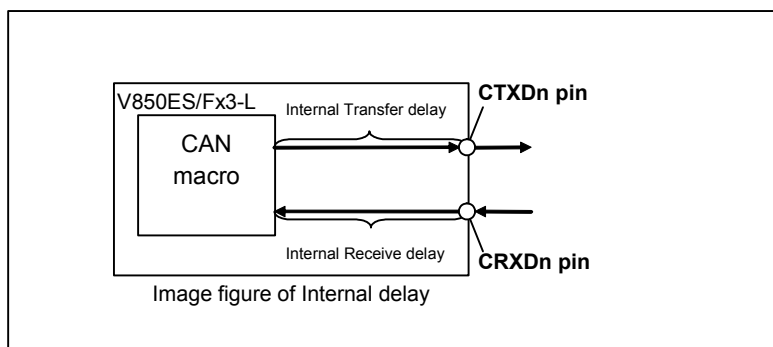 V850ES/Fx3-L
Internal Transfer delay
CTXDn pin
CAN
macro
Internal Receive delay
CRXDn pin
Image figure of Internal delay